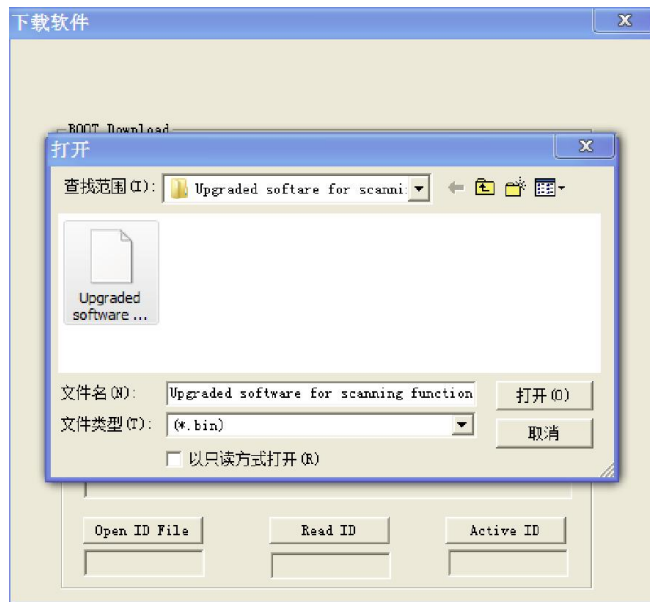 下载软件
BOOT Download
打开
查找范围(I):
Upgraded softare for scanni
Upgraded
software ...
文件名(N):
Upgraded software for scanning function
打开(O)
文件类型(T):
(*.bin)
取消
以只读方式打开(R)
Open ID File
Read ID
Active ID